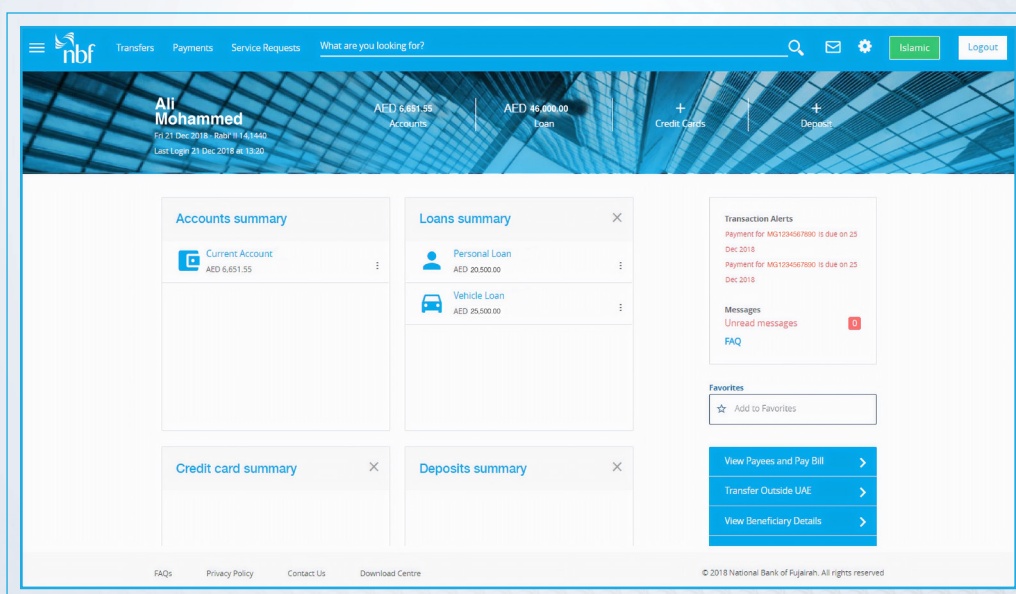 nbf
Transfers Payments Service Requests What are you looking for? Islamic Logout
Ali
Mohammed
Fri 21 Dec 2018 - Rabi' II 14,1440
Last Login 21 Dec 2018 at 13:20
AED 6,651.55
Accounts
AED 46,000.00
Loan
+
Credit Cards
+
Deposit
Accounts summary
Current Account
AED 6,651.55
Loans summary
Personal Loan
AED 20,500.00
Vehicle Loan
AED 25,500.00
Transaction Alerts
Payment for MG1234567890 is due on 25
Dec 2018
Payment for MG1234567890 is due on 25
Dec 2018
Messages
Unread messages 0
FAQ
Favorites
Add to Favorites
Credit card summary
Deposits summary
View Payees and Pay Bill
Transfer Outside UAE
View Beneficiary Details
FAQs Privacy Policy Contact Us Download Centre
© 2018 National Bank of Fujairah. All rights reserved